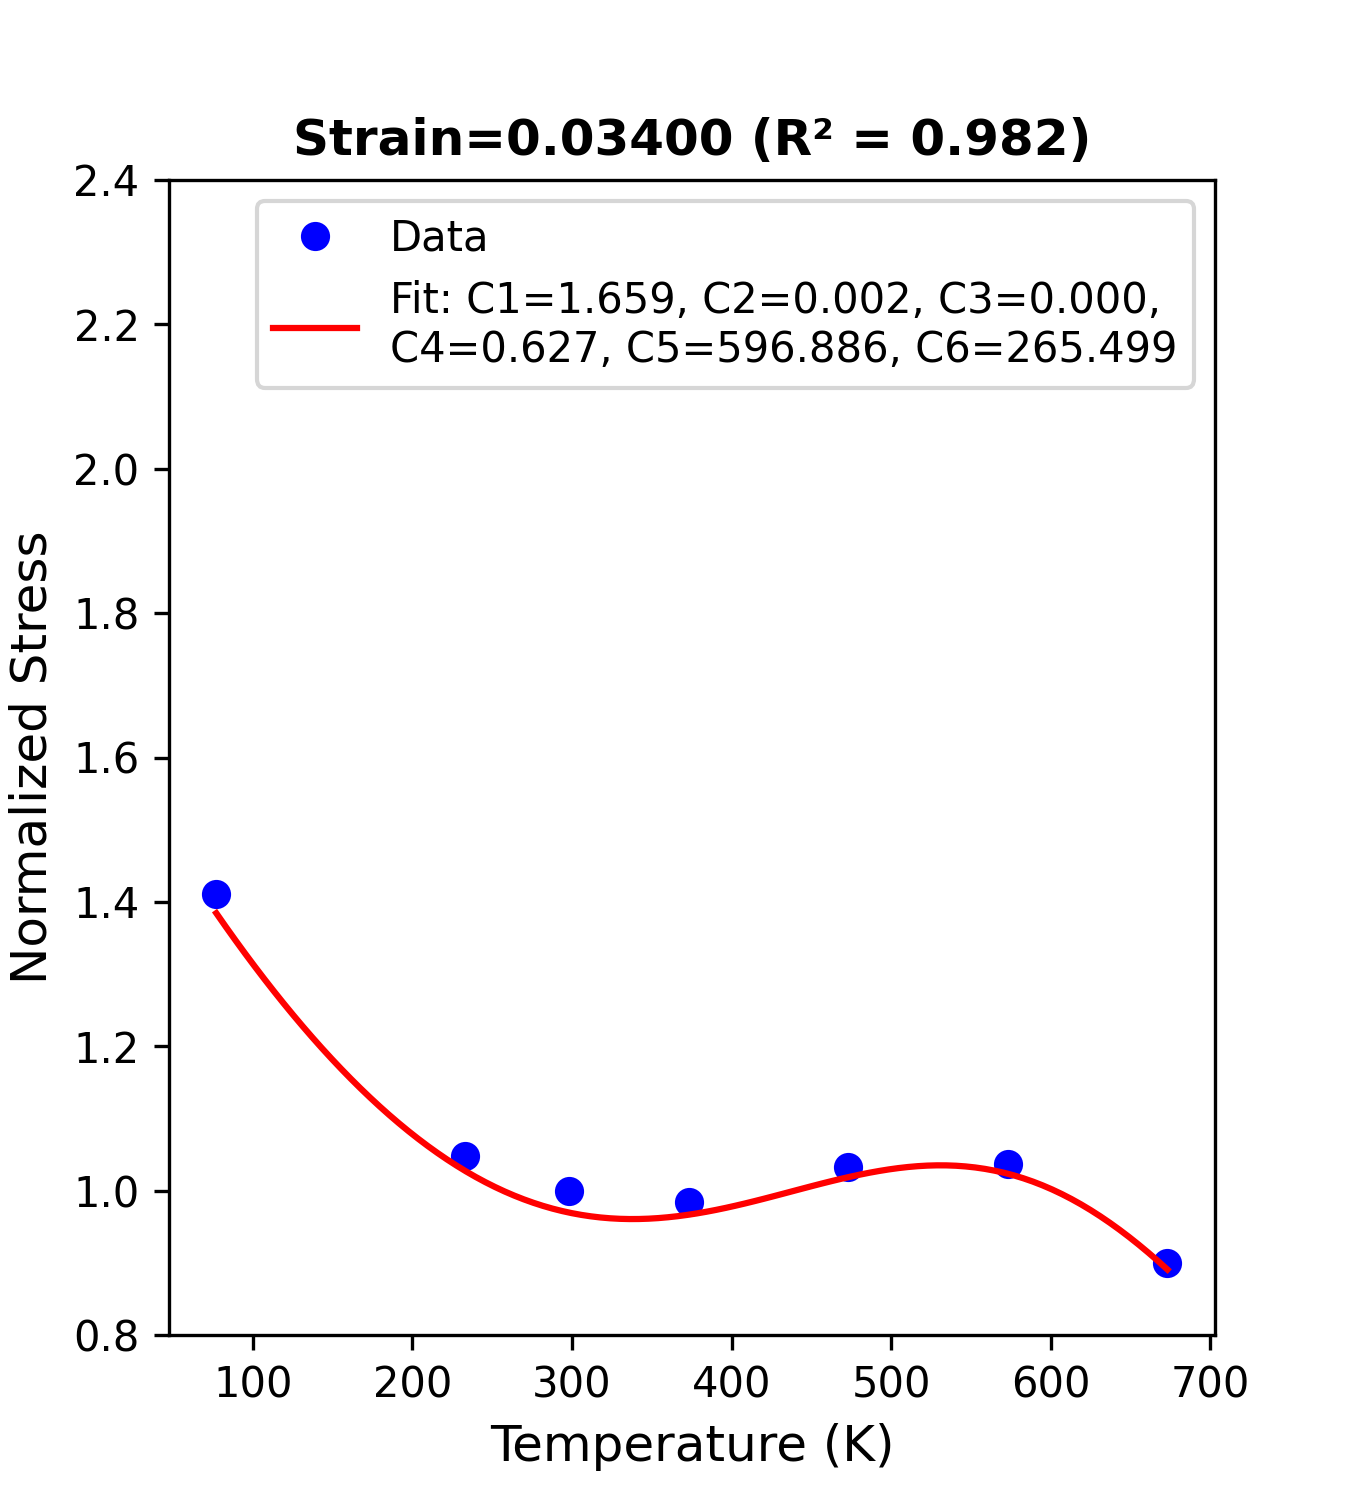 Strain=0.03400 (R² = 0.982)
Data
Fit: C1=1.659, C2=0.002, C3=0.000,
C4=0.627, C5=596.886, C6=265.499
2.4
2.2
2.0
1.8
1.6
1.4
1.2
1.0
0.8
Normalized Stress
100 200 300 400 500 600 700
Temperature (K)